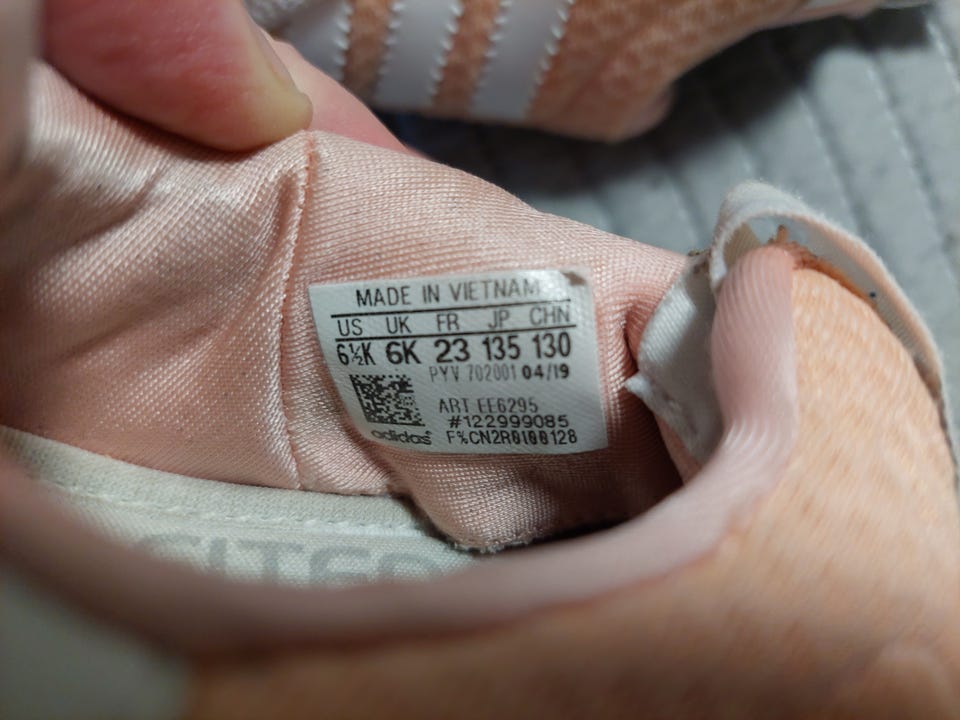 MADE IN VIETNAM
US UK FR JP CHN
6½K 6K 23 135 130
PYV 702001 04/19
ART EE6295
#122999085
adidas F%CN2R0100128